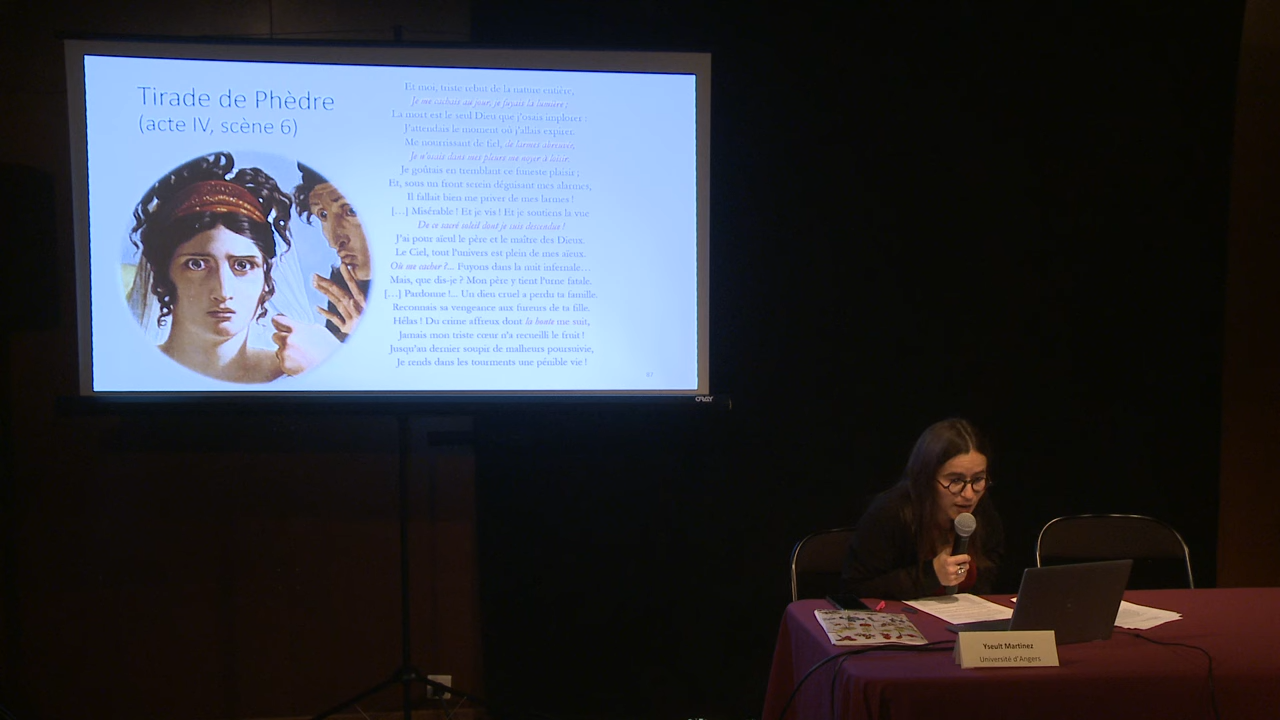 Tirade de Phèdre
(acte IV, scène 6)
Et moi, triste rebut de la nature entière,
Je me cachais au jour, je fuyais la lumière ;
La mort est le seul Dieu que j'osais implorer :
J'attendais le moment où j'allais expirer.
Me nourrissant de fiel, de larmes abreuvée,
Je n'osais dans mes pleurs me noyer à loisir.
Je goûtais en tremblant ce funeste plaisir ;
Et, sous un front serein déguisant mes alarmes,
Il fallait bien me priver de mes larmes !
[…] Misérable ! Et je vis ! Et je soutiens la vue
De ce sacré soleil dont je suis descendue !
J'ai pour aïeul le père et le maître des Dieux.
Le Ciel, tout l'univers est plein de mes aïeux.
Où me cacher ?... Fuyons dans la nuit infernale…
Mais, que dis-je ? Mon père y tient l'urne fatale.
[…] Pardonne !... Un dieu cruel a perdu ta famille.
Reconnais sa vengeance aux fureurs de ta fille.
Hélas ! Du crime affreux dont la honte me suit,
Jamais mon triste cœur n'a recueilli le fruit !
Jusqu'au dernier soupir de malheurs poursuivie,
Je rends dans les tourments une pénible vie !
ORAY
Yseult Martinez
Université d'Angers